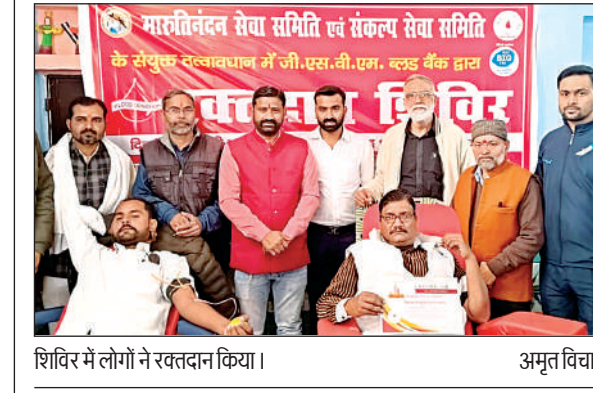 मारुतिनंदन सेवा समिति एवं संकल्प सेवा समिति
के संयुक्त तत्वावधान में जी.एस.वी.एम. ब्लड बैंक द्वारा
रक्तदान शिविर
शिविर में लोगों ने रक्तदान किया। अमृत विचा